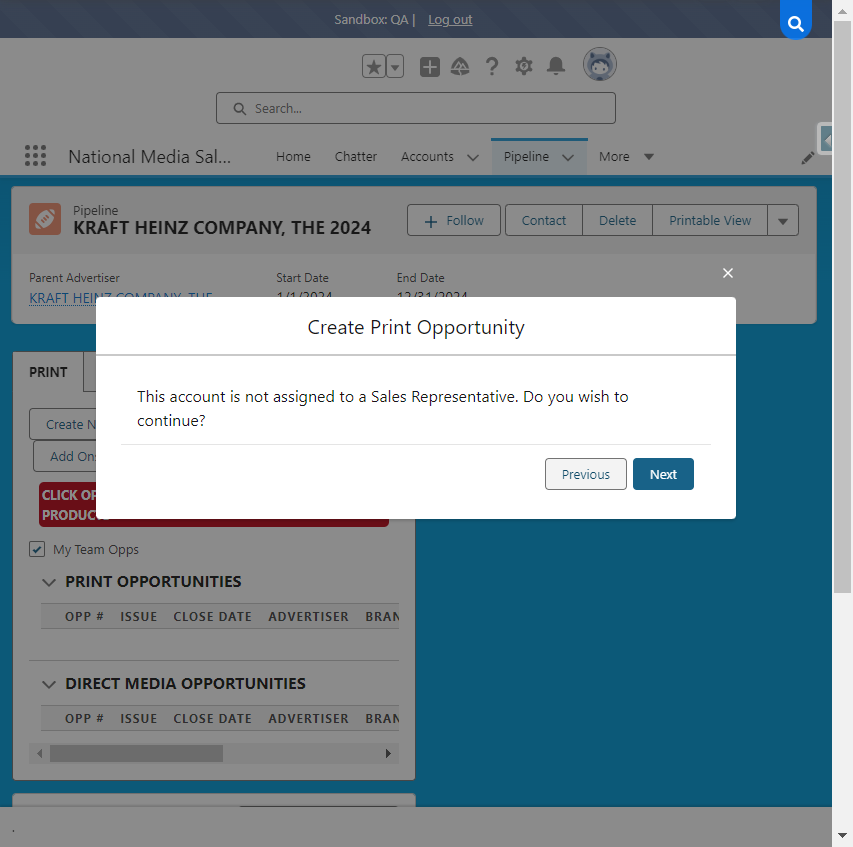 Sandbox: QA | Log out
Search...
National Media Sal...
Home
Chatter
Accounts
Pipeline
More
Pipeline
KRAFT HEINZ COMPANY, THE 2024
Follow
Contact
Delete
Printable View
Parent Advertiser
Start Date
End Date
KRAFT HEINZ COMPANY, THE
1/1/2024
12/31/2024
Create Print Opportunity
This account is not assigned to a Sales Representative. Do you wish to
continue?
Previous
Next
PRINT
Create N
Add On
CLICK OP
PRODUCTS
My Team Opps
PRINT OPPORTUNITIES
OPP # ISSUE CLOSE DATE ADVERTISER BRAN
DIRECT MEDIA OPPORTUNITIES
OPP # ISSUE CLOSE DATE ADVERTISER BRAN